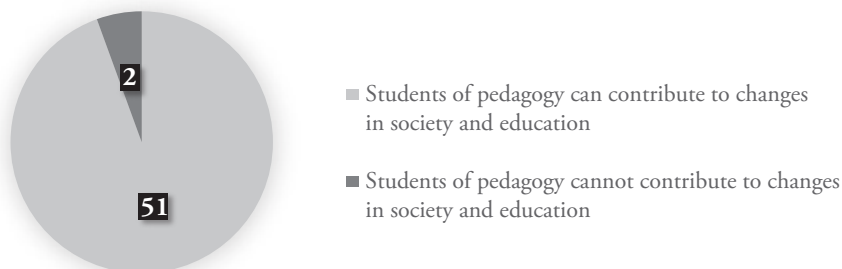 2
51
Students of pedagogy can contribute to changes
in society and education
Students of pedagogy cannot contribute to changes
in society and education